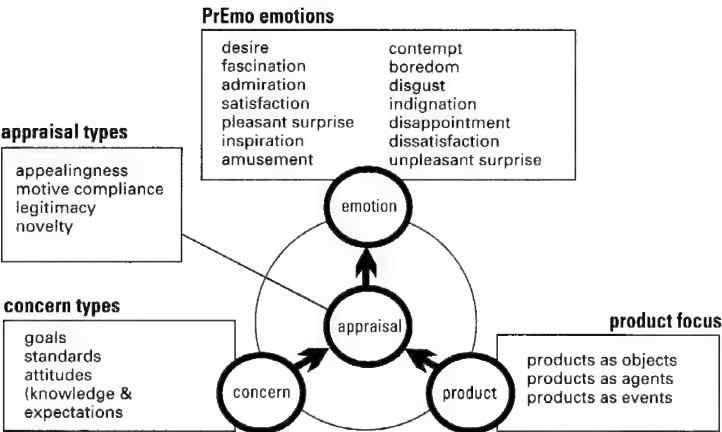 PrEmo emotions
desire
fascination
admiration
satisfaction
pleasant surprise
inspiration
amusement
contempt
boredom
disgust
indignation
disappointment
dissatisfaction
unpleasant surprise
appraisal types
appealingness
motive compliance
legitimacy
novelty
emotion
appraisal
concern types
goals
standards
attitudes
(knowledge &
expectations
concern
product
product focus
products as objects
products as agents
products as events